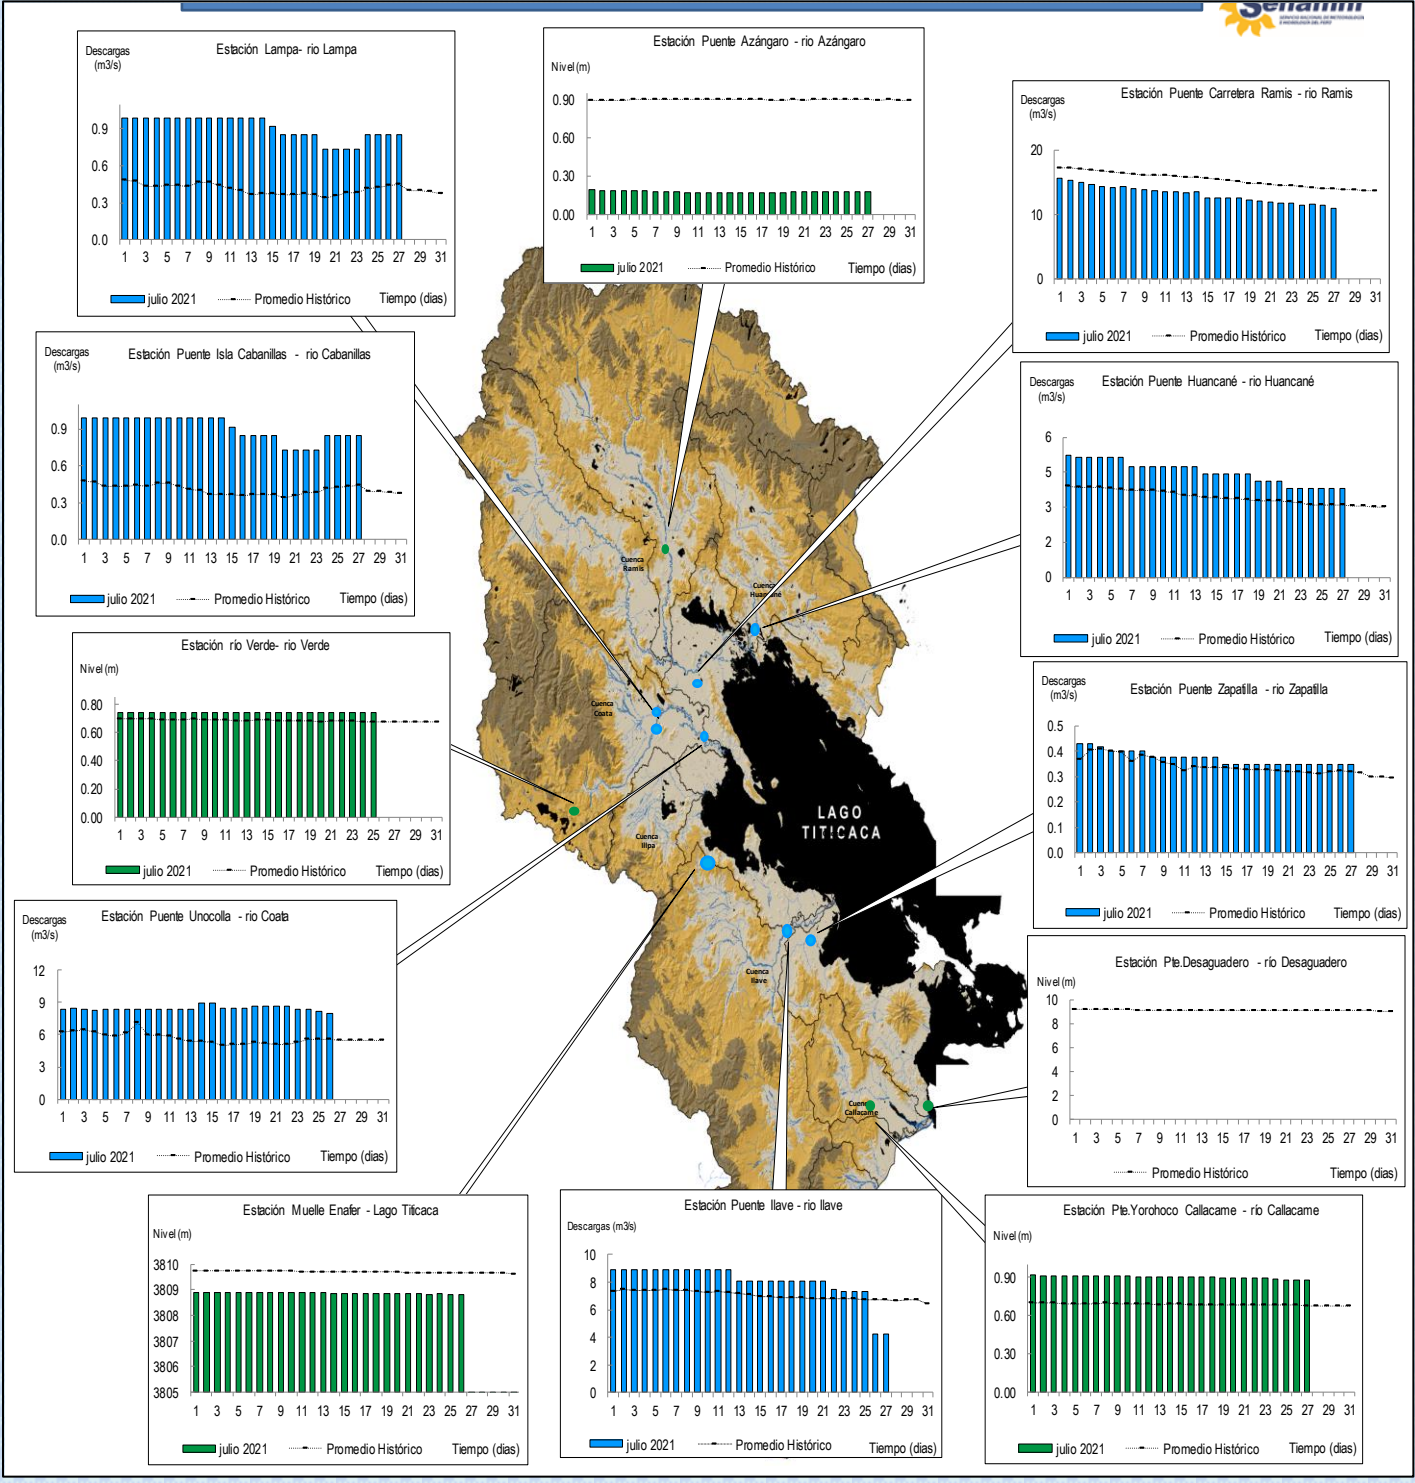 Senamhi
SERVICIO NACIONAL DE METEOROLOGÍA
E HIDROLOGÍA DEL PERÚ
Descargas
(m3/s)
Estación Lampa- rio Lampa
0.9
0.6
0.3
0.0
1 3 5 7 9 11 13 15 17 19 21 23 25 27 29 31
julio 2021 Promedio Histórico Tiempo (dias)
Estación Puente Azángaro - rio Azángaro
Nivel (m)
0.90
0.60
0.30
0.00
1 3 5 7 9 11 13 15 17 19 21 23 25 27 29 31
julio 2021 Promedio Histórico Tiempo (dias)
Descargas
(m3/s)
Estación Puente Carretera Ramis - rio Ramis
20
10
0
1 3 5 7 9 11 13 15 17 19 21 23 25 27 29 31
julio 2021 Promedio Histórico Tiempo (dias)
Descargas
(m3/s)
Estación Puente Isla Cabanillas - rio Cabanillas
0.9
0.6
0.3
0.0
1 3 5 7 9 11 13 15 17 19 21 23 25 27 29 31
julio 2021 Promedio Histórico Tiempo (dias)
Descargas
(m3/s)
Estación Puente Huancané - rio Huancané
6
5
3
2
0
1 3 5 7 9 11 13 15 17 19 21 23 25 27 29 31
julio 2021 Promedio Histórico Tiempo (dias)
Cuenca
Ramis
Cuenca
Huancané
Cuenca
Coata
Cuenca
Illpa
LAGO
TITICACA
Cuenca
Ilave
Cuenca
Callacame
Estación río Verde- rio Verde
Nivel (m)
0.80
0.60
0.40
0.20
0.00
1 3 5 7 9 11 13 15 17 19 21 23 25 27 29 31
julio 2021 Promedio Histórico Tiempo (dias)
Descargas
(m3/s)
Estación Puente Zapatilla - rio Zapatilla
0.5
0.4
0.3
0.2
0.1
0.0
1 3 5 7 9 11 13 15 17 19 21 23 25 27 29 31
julio 2021 Promedio Histórico Tiempo (dias)
Descargas
(m3/s)
Estación Puente Unocolla - rio Coata
12
9
6
3
0
1 3 5 7 9 11 13 15 17 19 21 23 25 27 29 31
julio 2021 Promedio Histórico Tiempo (dias)
Estación Pte.Desaguadero - río Desaguadero
Nivel (m)
10
8
6
4
2
0
1 3 5 7 9 11 13 15 17 19 21 23 25 27 29 31
Promedio Histórico Tiempo (dias)
Estación Muelle Enafer - Lago Titicaca
Nivel (m)
3810
3809
3808
3807
3806
3805
1 3 5 7 9 11 13 15 17 19 21 23 25 27 29 31
julio 2021 Promedio Histórico Tiempo (dias)
Estación Puente Ilave - río Ilave
Descargas (m3/s)
10
8
6
4
2
0
1 3 5 7 9 11 13 15 17 19 21 23 25 27 29 31
julio 2021 Promedio Histórico Tiempo (dias)
Estación Pte.Yorohoco Callacame - río Callacame
Nivel (m)
0.90
0.60
0.30
0.00
1 3 5 7 9 11 13 15 17 19 21 23 25 27 29 31
julio 2021 Promedio Histórico Tiempo (dias)